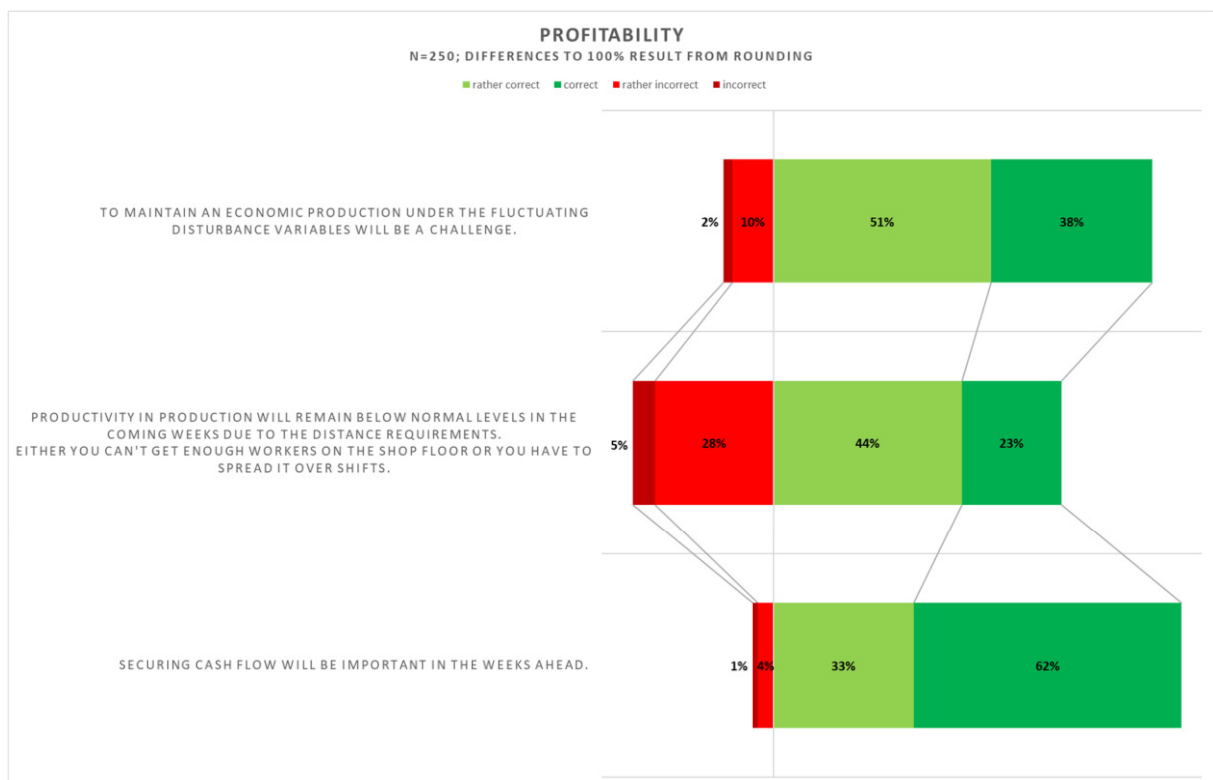 PROFITABILITY
N=250; DIFFERENCES TO 100% RESULT FROM ROUNDING
rather correct correct rather incorrect incorrect
TO MAINTAIN AN ECONOMIC PRODUCTION UNDER THE FLUCTUATING
DISTURBANCE VARIABLES WILL BE A CHALLENGE.
2% 10% 51% 38%
PRODUCTIVITY IN PRODUCTION WILL REMAIN BELOW NORMAL LEVELS IN THE
COMING WEEKS DUE TO THE DISTANCE REQUIREMENTS.
EITHER YOU CAN'T GET ENOUGH WORKERS ON THE SHOP FLOOR OR YOU HAVE TO
SPREAD IT OVER SHIFTS.
5% 28% 44% 23%
SECURING CASH FLOW WILL BE IMPORTANT IN THE WEEKS AHEAD.
1% 4% 33% 62%